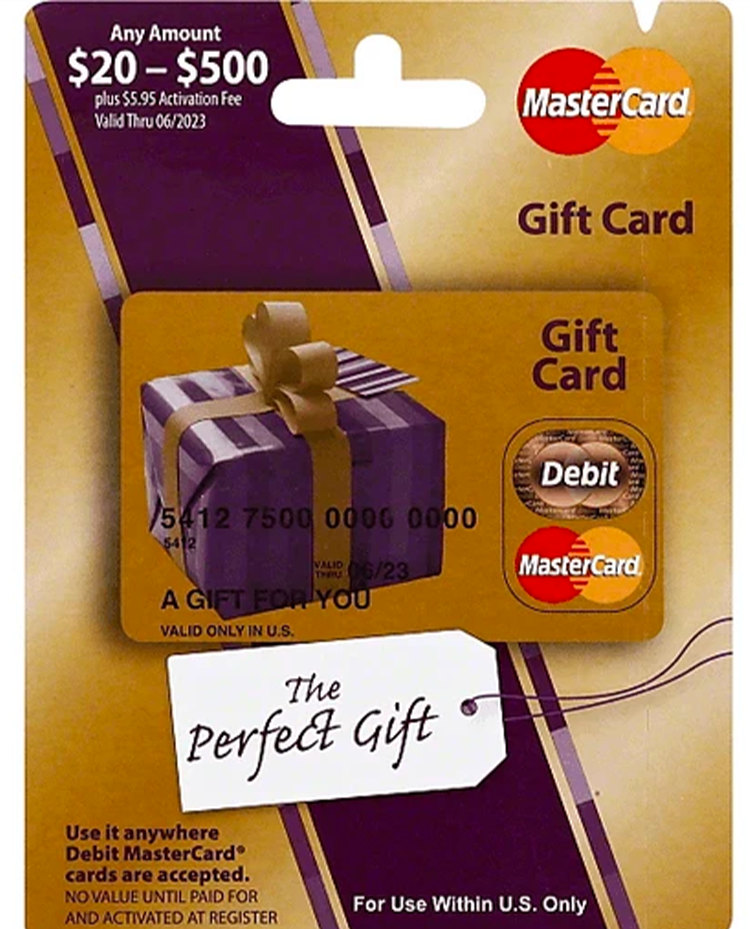 Any Amount
$20 – $500
plus $5.95 Activation Fee
Valid Thru 06/2023
MasterCard
Gift Card
Gift
Card
Debit
5412 7500 0006 0000
5412
VALID
THRU 06/23
MasterCard
A GIFT FOR YOU
VALID ONLY IN U.S.
The
Perfect Gift
Use it anywhere
Debit MasterCard®
cards are accepted.
NO VALUE UNTIL PAID FOR
AND ACTIVATED AT REGISTER
For Use Within U.S. Only